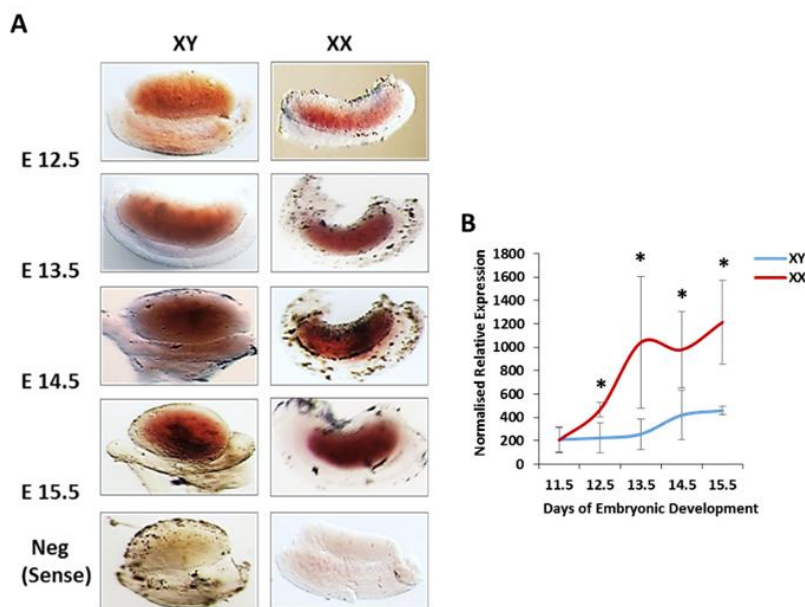 A
XY XX
E 12.5
E 13.5
E 14.5
E 15.5
Neg
(Sense)
B
XY
XX
Normalised Relative Expression
1800
1600
1400
1200
1000
800
600
400
200
0
*
*
*
*
11.5 12.5 13.5 14.5 15.5
Days of Embryonic Development